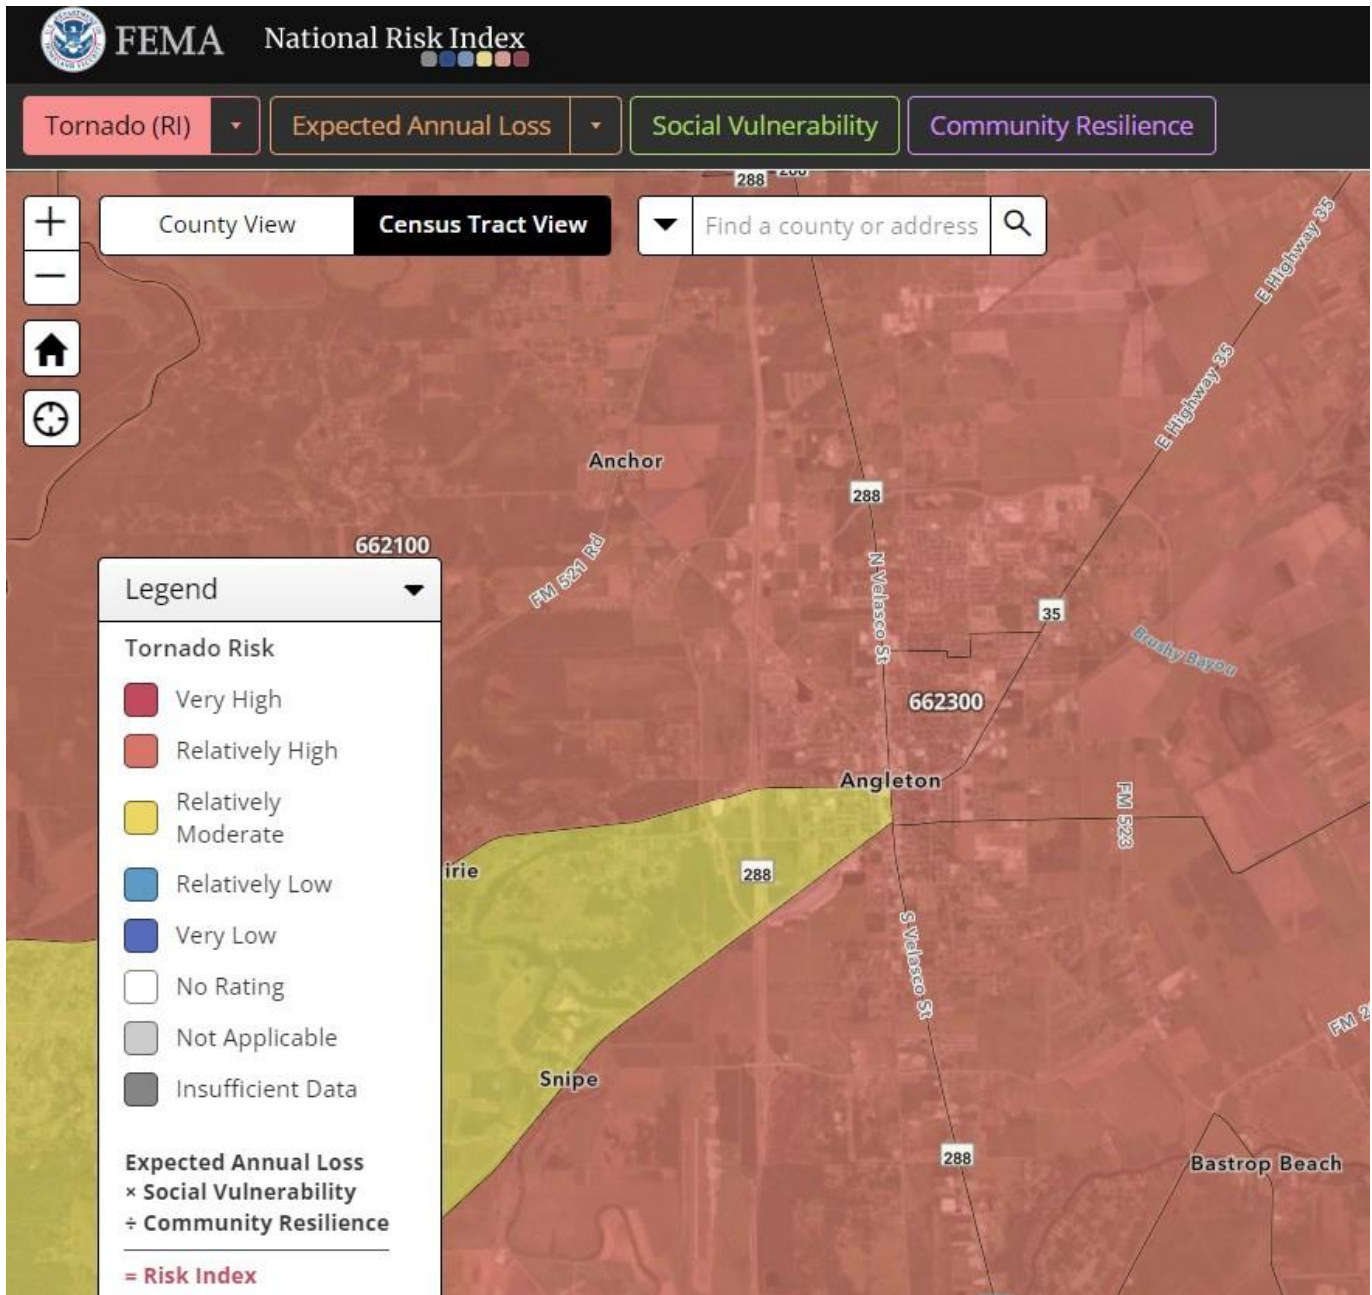 FEMA National Risk Index
Tornado (RI)
Expected Annual Loss
Social Vulnerability
Community Resilience
288
County View
Census Tract View
Find a county or address
E Highway 35
E Highway 35
Anchor
288
662100
FM 521 Rd
N Velasco St
35
Brushy Bayou
662300
Angleton
FM 523
irie
288
S Velasco St
Snipe
288
Bastrop Beach
Legend
Tornado Risk
Very High
Relatively High
Relatively
Moderate
Relatively Low
Very Low
No Rating
Not Applicable
Insufficient Data
Expected Annual Loss
× Social Vulnerability
÷ Community Resilience
= Risk Index